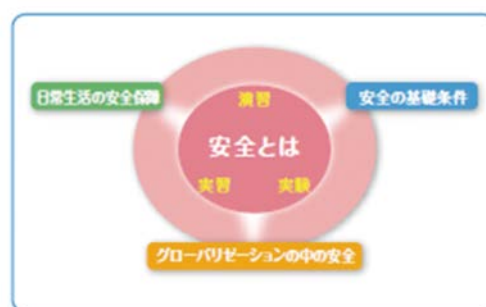 演習
日常生活の安全保障
安全の基礎条件
安全とは
実習
実験
グローバリゼーションの中の安全